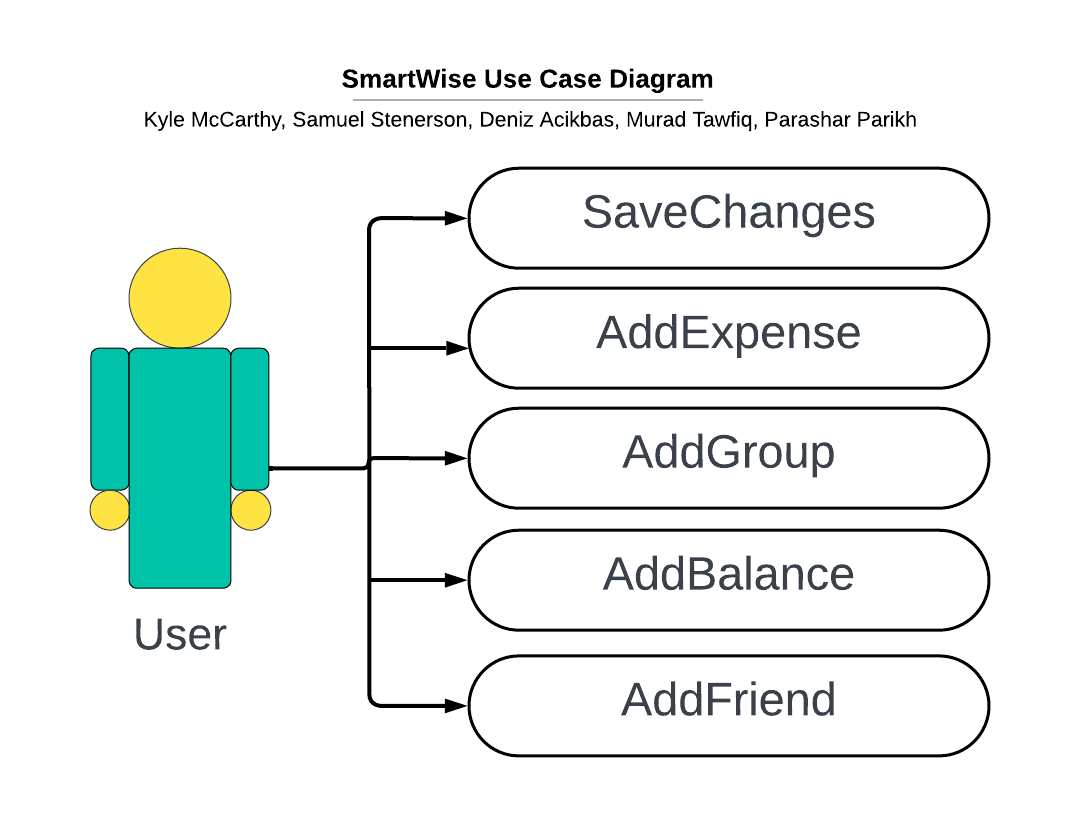 SmartWise Use Case Diagram
Kyle McCarthy, Samuel Stenerson, Deniz Acikbas, Murad Tawfiq, Parashar Parikh
SaveChanges
AddExpense
AddGroup
AddBalance
AddFriend
User